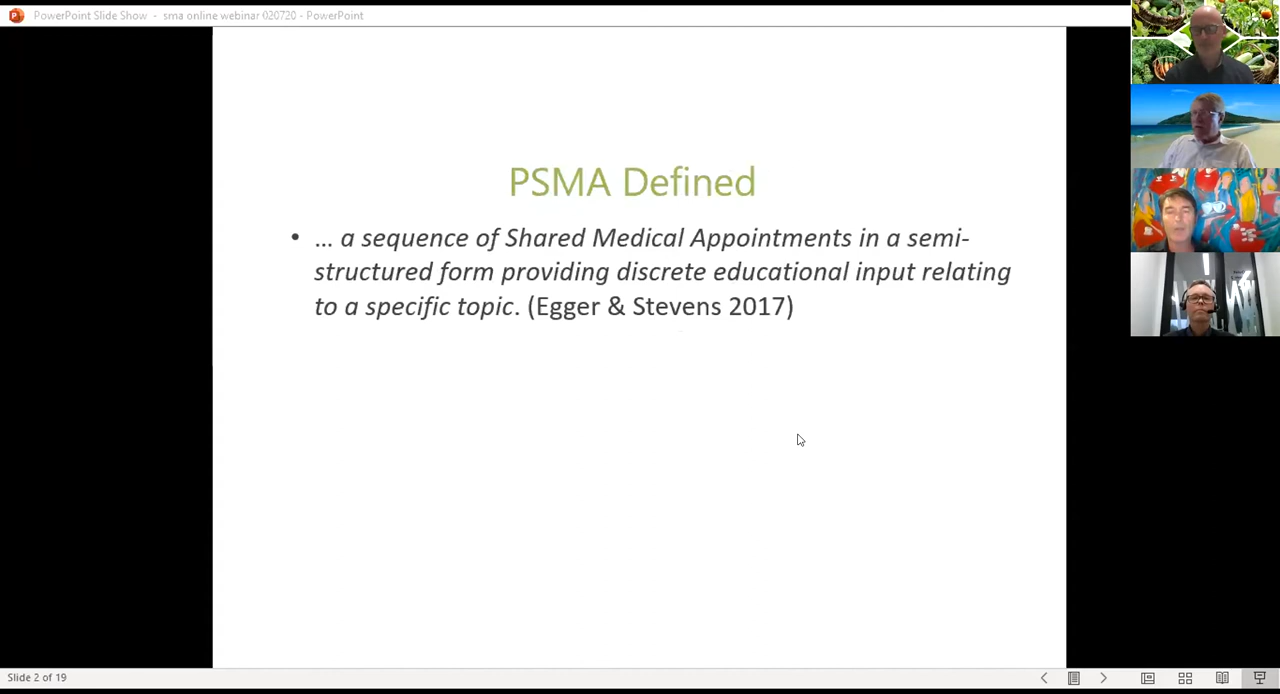 PowerPoint Slide Show - sma online webinar 020720 - PowerPoint
PSMA Defined
• … a sequence of Shared Medical Appointments in a semi-
structured form providing discrete educational input relating
to a specific topic. (Egger & Stevens 2017)
Slide 2 of 19